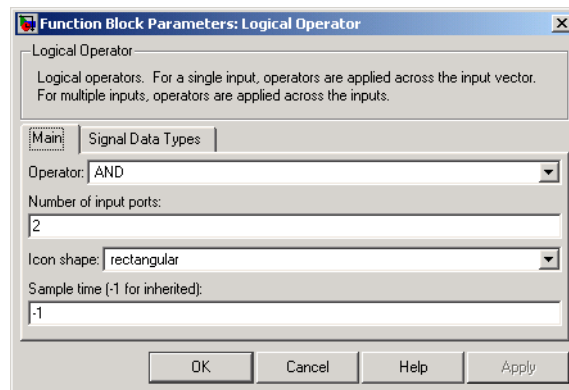 Function Block Parameters: Logical Operator
Logical Operator
Logical operators. For a single input, operators are applied across the input vector.
For multiple inputs, operators are applied across the inputs.
Main Signal Data Types
Operator: AND
Number of input ports:
2
Icon shape: rectangular
Sample time (-1 for inherited):
-1
OK Cancel Help Apply